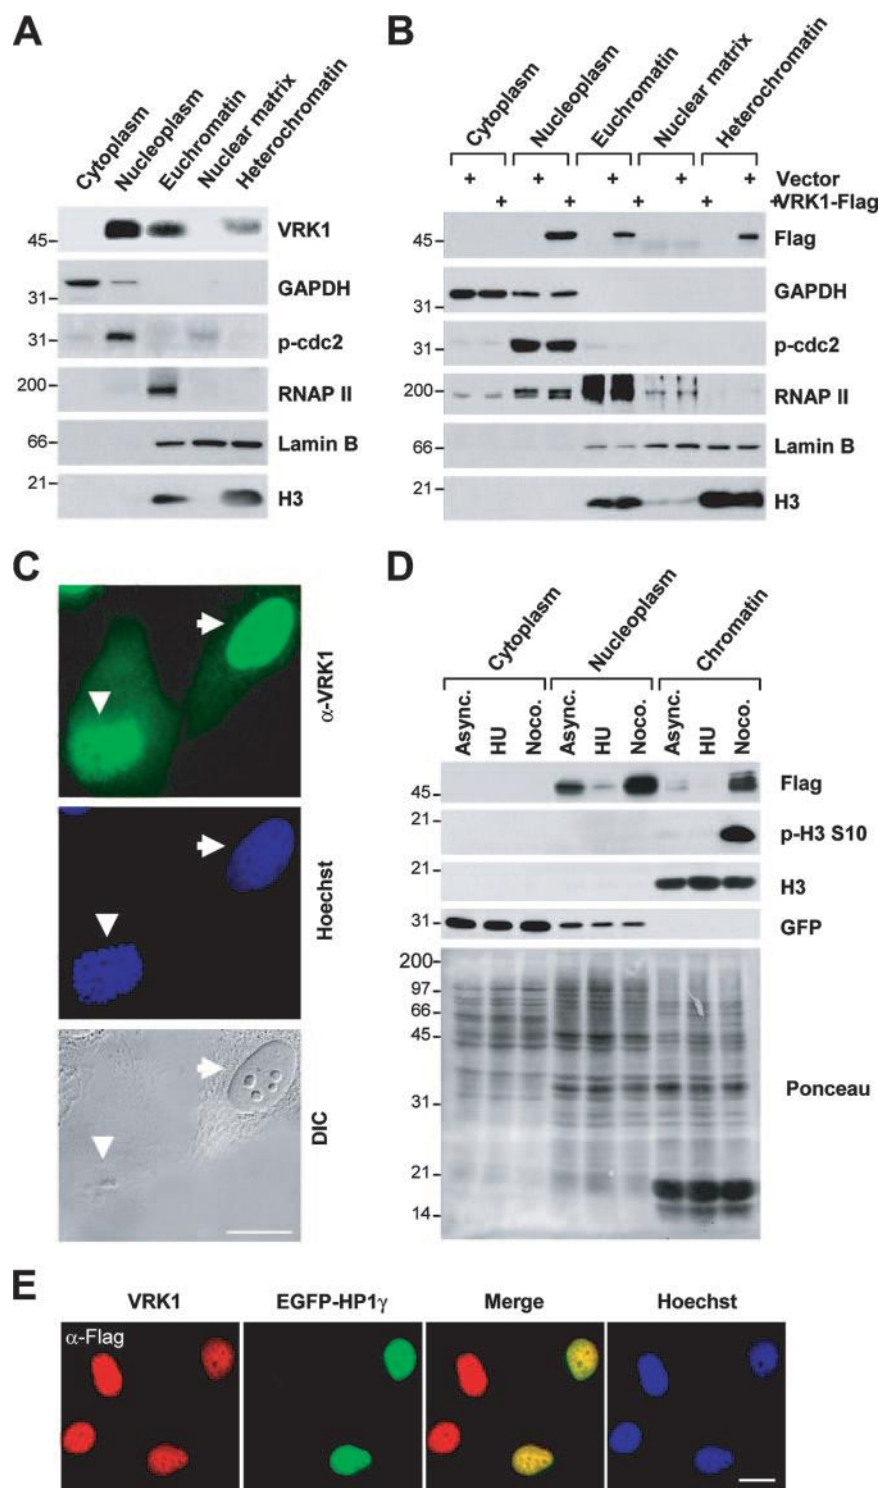 A
Cytoplasm
Nucleoplasm
Euchromatin
Nuclear matrix
Heterochromatin
45 VRK1
31 GAPDH
31 p-cdc2
200 RNAP II
66 Lamin B
21 H3
B
Cytoplasm
Nucleoplasm
Euchromatin
Nuclear matrix
Heterochromatin
+ + + + + Vector
+ + + + + VRK1-Flag
45 Flag
31 GAPDH
31 p-cdc2
200 RNAP II
66 Lamin B
21 H3
C
α-VRK1
Hoechst
DIC
D
Cytoplasm
Nucleoplasm
Chromatin
Async. HU Noco. Async. HU Noco. Async. HU Noco.
45 Flag
21 p-H3 S10
21 H3
31 GFP
200
97
66
45
31
21
14
Ponceau
E
VRK1 EGFP-HP1γ Merge Hoechst
α-Flag